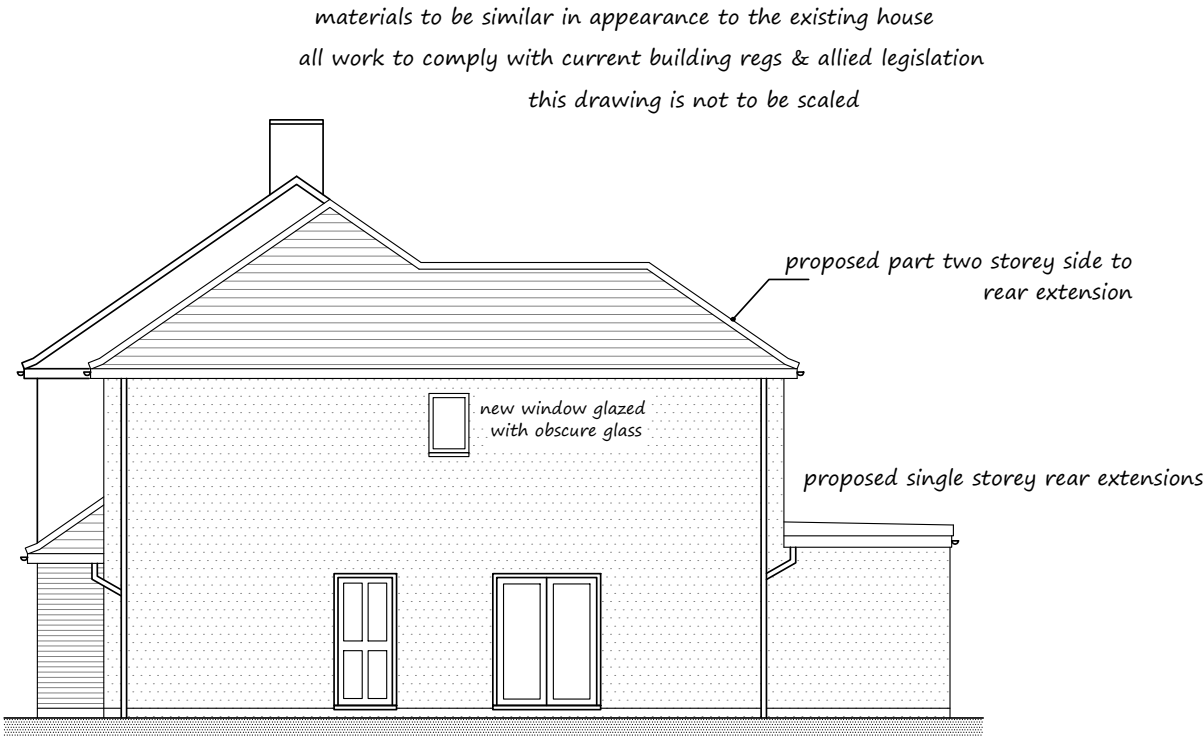 materials to be similar in appearance to the existing house
all work to comply with current building regs & allied legislation
this drawing is not to be scaled
proposed part two storey side to
rear extension
new window glazed
with obscure glass
proposed single storey rear extensions